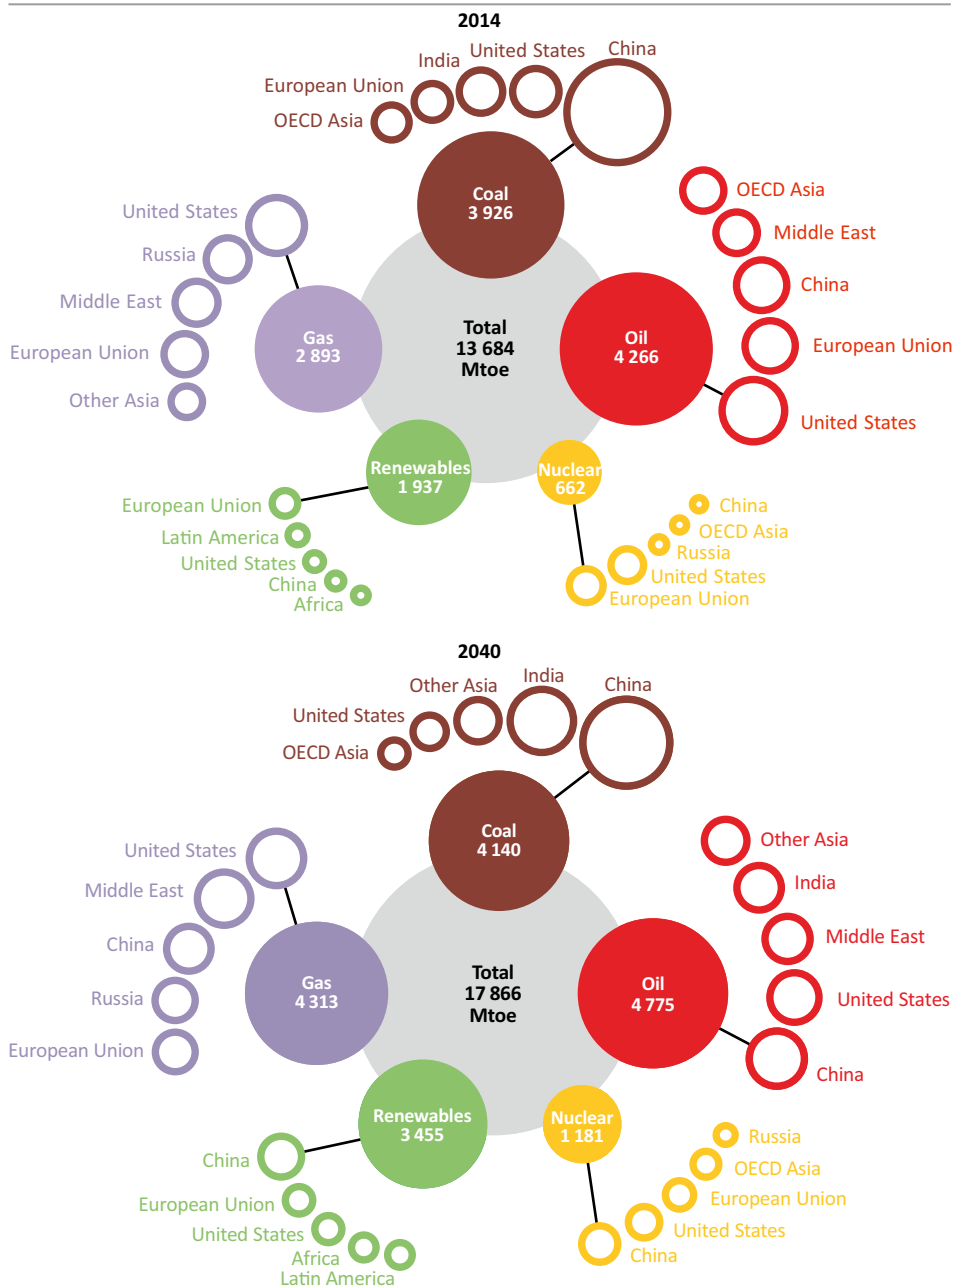 2014
China
United States
India
European Union
OECD Asia
Coal
3 926
OECD Asia
Middle East
China
European Union
United States
Oil
4 266
United States
Russia
Middle East
European Union
Other Asia
Gas
2 893
Total
13 684
Mtoe
Renewables
1 937
European Union
Latin America
United States
China
Africa
Nuclear
662
China
OECD Asia
Russia
United States
European Union
2040
China
India
Other Asia
United States
OECD Asia
Coal
4 140
Other Asia
India
Middle East
United States
China
Oil
4 775
United States
Middle East
China
Russia
European Union
Gas
4 313
Total
17 866
Mtoe
Renewables
3 455
China
European Union
United States
Africa
Latin America
Nuclear
1 181
Russia
OECD Asia
European Union
United States
China